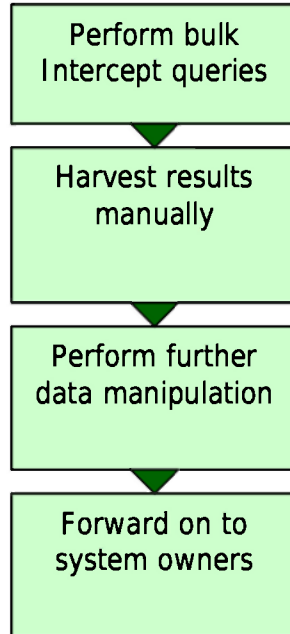 Perform bulk
Intercept queries
Harvest results
manually
Perform further
data manipulation
Forward on to
system owners